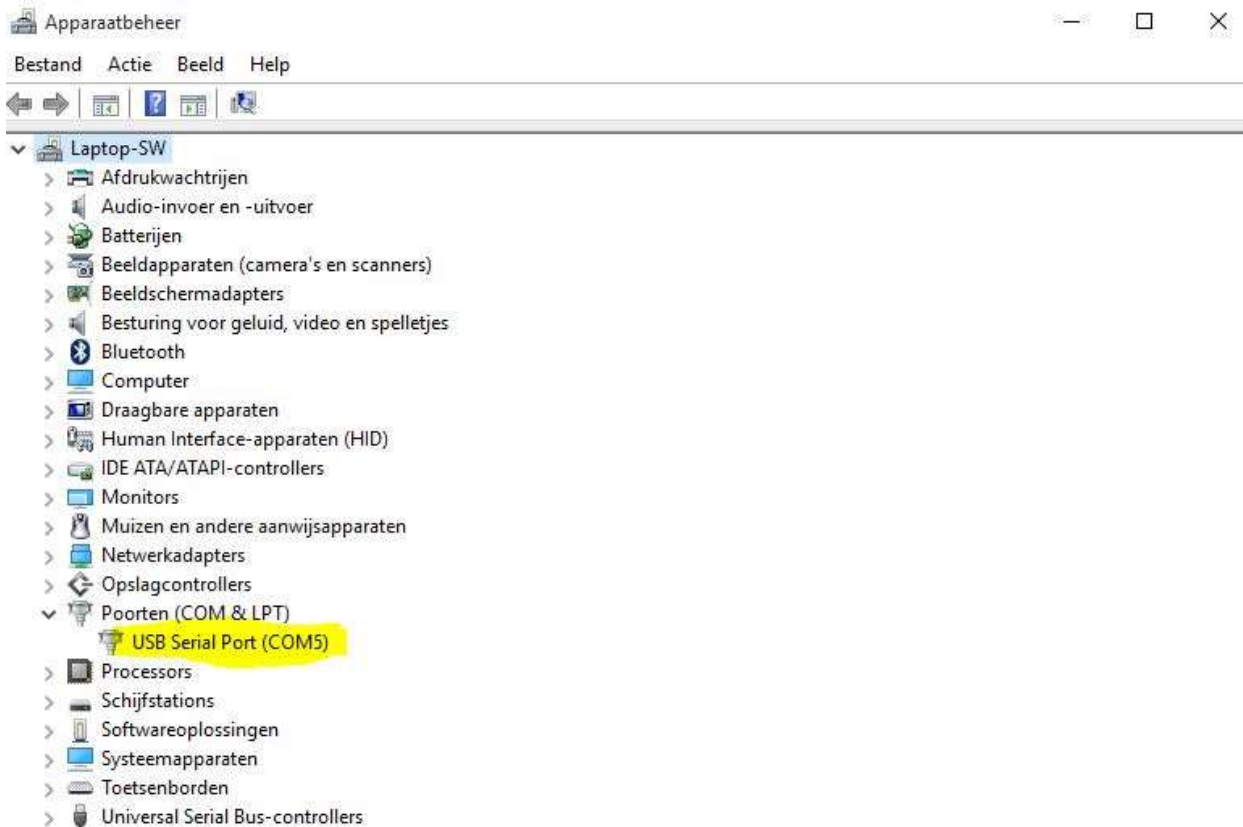 Apparaatbeheer
Bestand Actie Beeld Help
Laptop-SW
Afdrukwachtrijen
Audio-invoer en -uitvoer
Batterijen
Beeldapparaten (camera's en scanners)
Beeldschermadapters
Besturing voor geluid, video en spelletjes
Bluetooth
Computer
Draagbare apparaten
Human Interface-apparaten (HID)
IDE ATA/ATAPI-controllers
Monitors
Muizen en andere aanwijsapparaten
Netwerkadapters
Opslagcontrollers
Poorten (COM & LPT)
USB Serial Port (COM5)
Processors
Schijfstations
Softwareoplossingen
Systeemapparaten
Toetsenborden
Universal Serial Bus-controllers